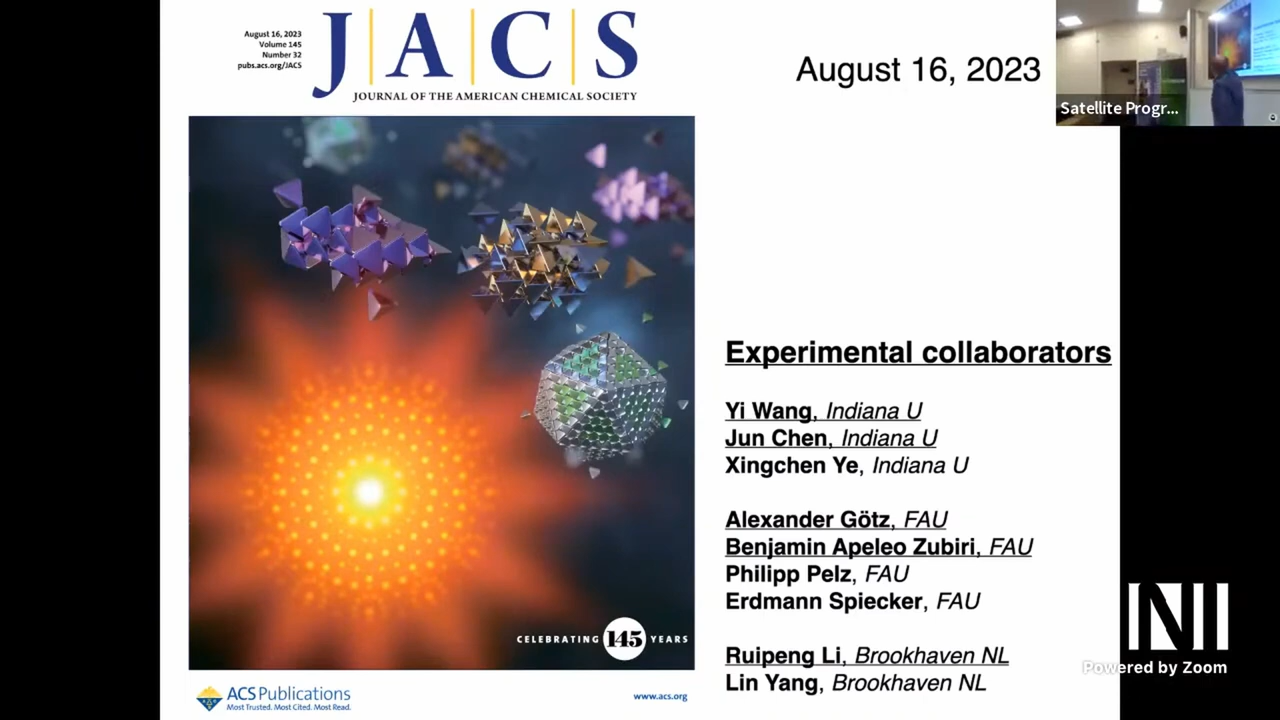 August 16, 2023
Volume 145
Number 32
pubs.acs.org/JACS
J|A|C|S
JOURNAL OF THE AMERICAN CHEMICAL SOCIETY
CELEBRATING 145 YEARS
ACS Publications
Most Trusted. Most Cited. Most Read.
www.acs.org
August 16, 2023
Experimental collaborators
Yi Wang, Indiana U
Jun Chen, Indiana U
Xingchen Ye, Indiana U
Alexander Götz, FAU
Benjamin Apeleo Zubiri, FAU
Philipp Pelz, FAU
Erdmann Spiecker, FAU
Ruipeng Li, Brookhaven NL
Lin Yang, Brookhaven NL
Satellite Progr...
Powered by Zoom